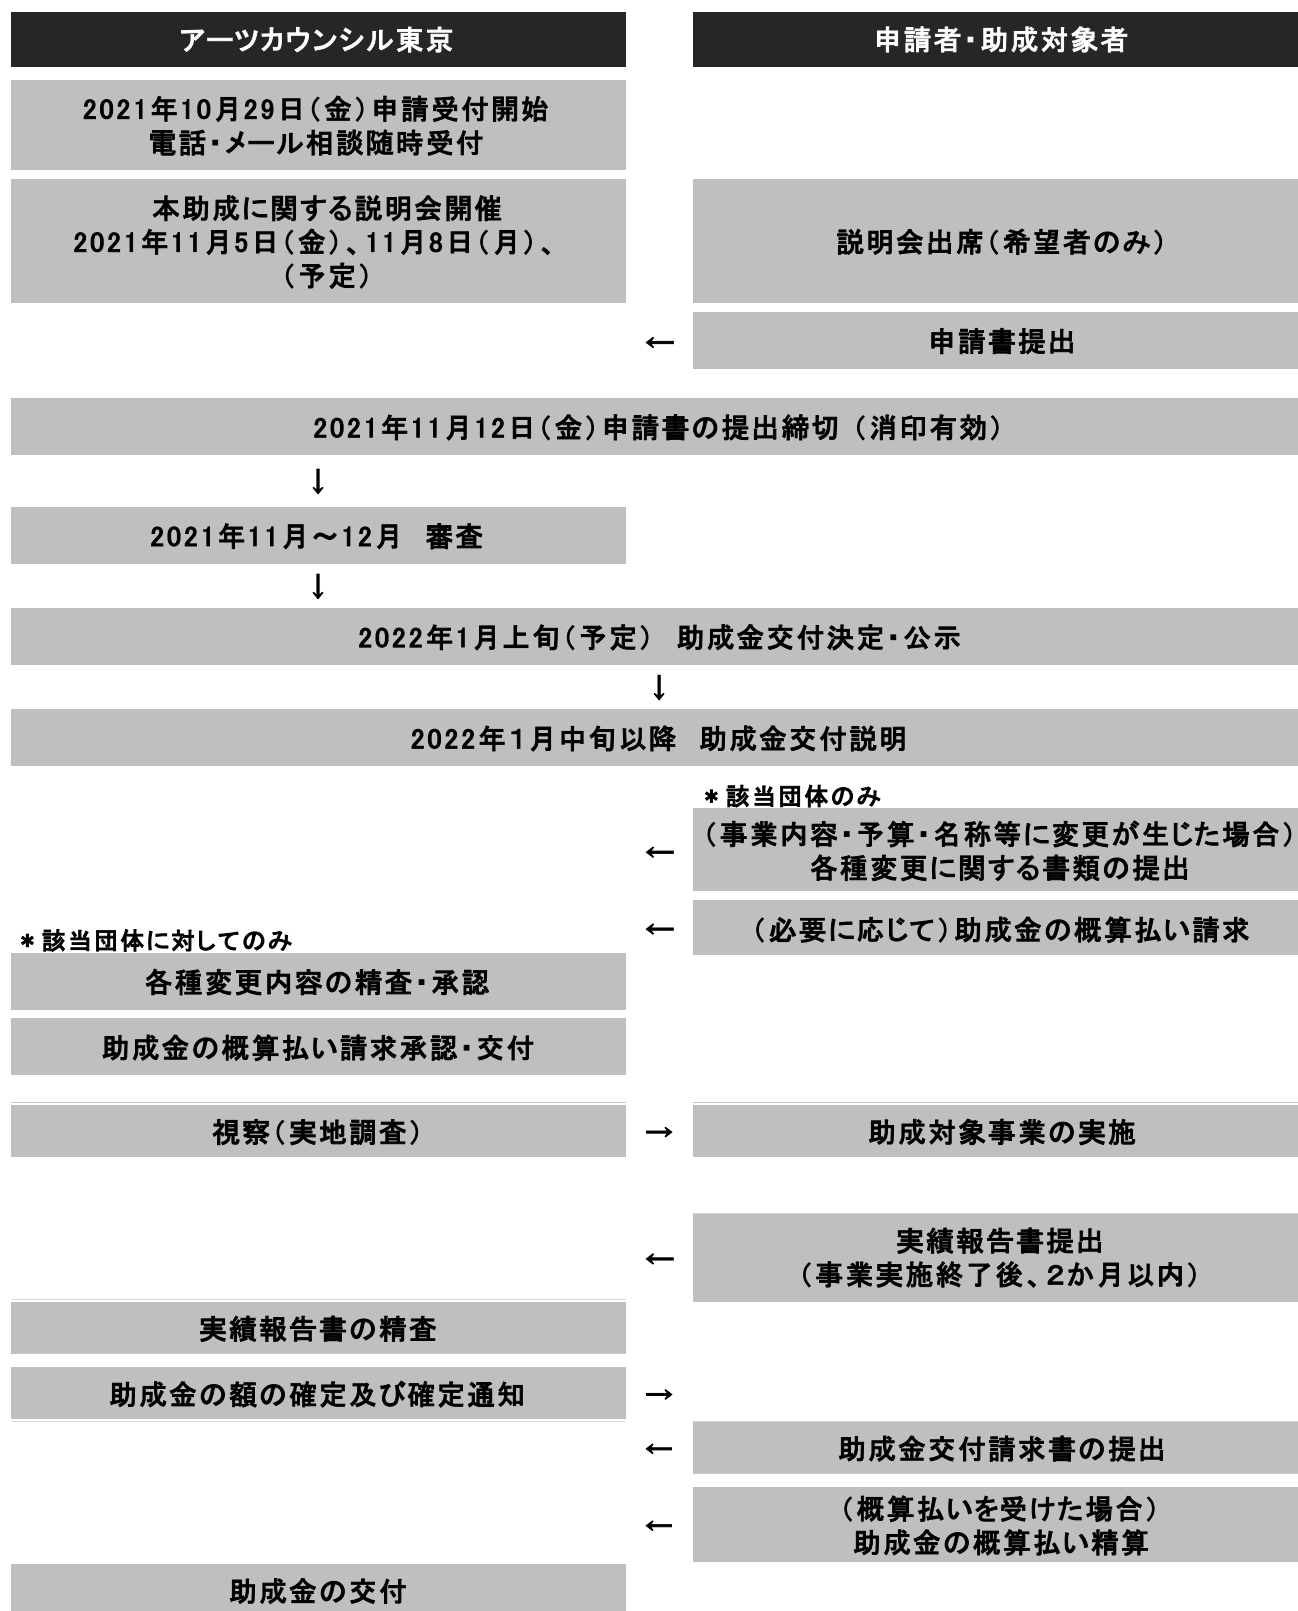 アーツカウンシル東京
申請者・助成対象者
2021年10月29日（金）申請受付開始
電話・メール相談随時受付
本助成に関する説明会開催
2021年11月5日（金）、11月8日（月）、
（予定）
説明会出席（希望者のみ）
← 申請書提出
2021年11月12日（金）申請書の提出締切（消印有効）
↓
2021年11月～12月　審査
↓
2022年1月上旬（予定）　助成金交付決定・公示
↓
2022年１月中旬以降　助成金交付説明
＊該当団体のみ
（事業内容・予算・名称等に変更が生じた場合）
← 各種変更に関する書類の提出
← （必要に応じて）助成金の概算払い請求
＊該当団体に対してのみ
各種変更内容の精査・承認
助成金の概算払い請求承認・交付
視察（実地調査） → 助成対象事業の実施
実績報告書提出
← （事業実施終了後、２か月以内）
実績報告書の精査
助成金の額の確定及び確定通知 →
← 助成金交付請求書の提出
（概算払いを受けた場合）
← 助成金の概算払い精算
助成金の交付